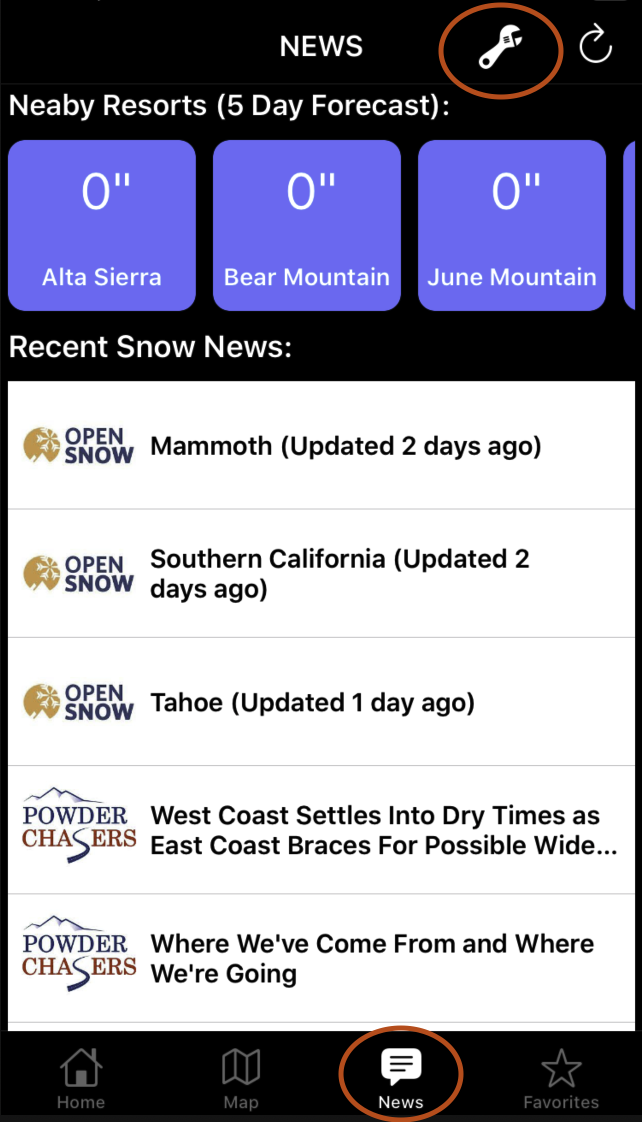 NEWS
Neaby Resorts (5 Day Forecast):
0"
0"
0"
Alta Sierra
Bear Mountain
June Mountain
Recent Snow News:
OPEN
SNOW
Mammoth (Updated 2 days ago)
OPEN
SNOW
Southern California (Updated 2
days ago)
OPEN
SNOW
Tahoe (Updated 1 day ago)
POWDER
CHASERS
West Coast Settles Into Dry Times as
East Coast Braces For Possible Wide...
POWDER
CHASERS
Where We've Come From and Where
We're Going
Home
Map
News
Favorites